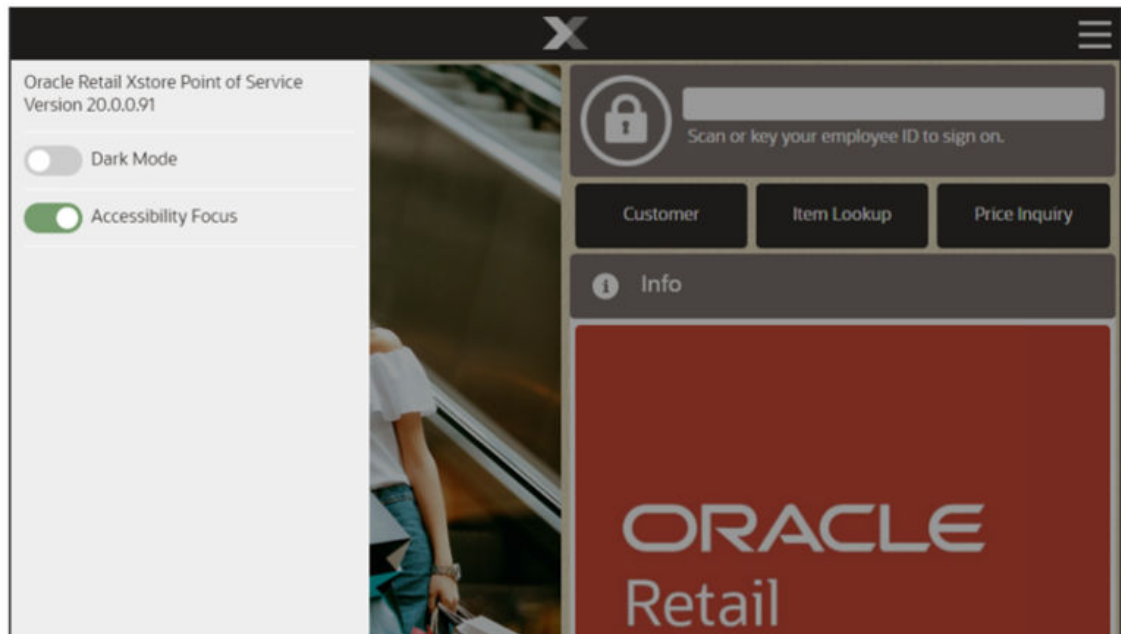 Oracle Retail Xstore Point of Service
Version 20.0.0.91
Dark Mode
Accessibility Focus
Scan or key your employee ID to sign on.
Customer
Item Lookup
Price Inquiry
Info
ORACLE
Retail